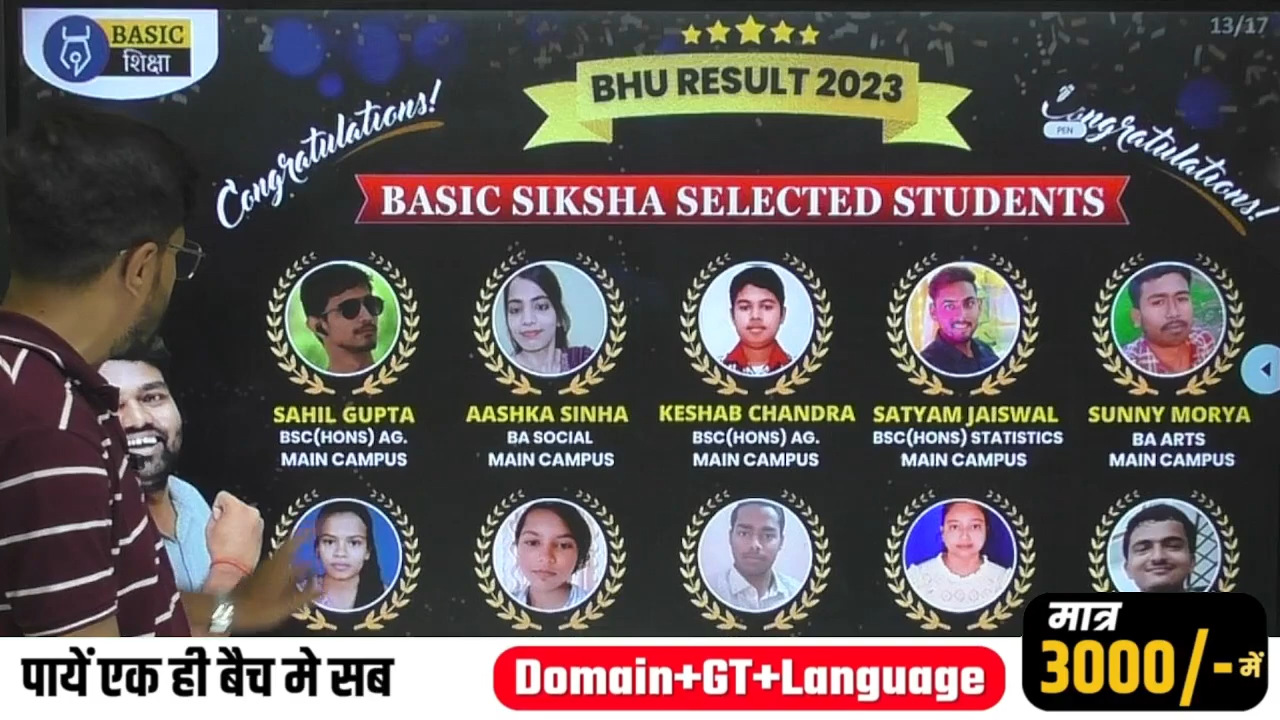 BASIC
शिक्षा
13/17
BHU RESULT 2023
Congratulations!
Congratulations!
PEN
BASIC SIKSHA SELECTED STUDENTS
SAHIL GUPTA
BSC(HONS) AG.
MAIN CAMPUS
AASHKA SINHA
BA SOCIAL
MAIN CAMPUS
KESHAB CHANDRA
BSC(HONS) AG.
MAIN CAMPUS
SATYAM JAISWAL
BSC(HONS) STATISTICS
MAIN CAMPUS
SUNNY MORYA
BA ARTS
MAIN CAMPUS
पायें एक ही बैच मे सब
Domain+GT+Language
मात्र
3000/- में